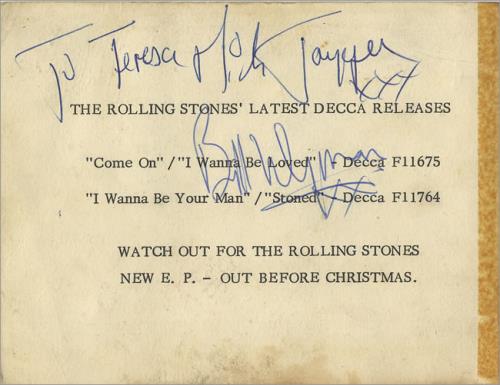 To Teresa Mick Jagger
xxx
THE ROLLING STONES' LATEST DECCA RELEASES
Bill Wyman
"Come On"/"I Wanna Be Loved" - Decca F11675
"I Wanna Be Your Man"/"Stoned" - Decca F11764
WATCH OUT FOR THE ROLLING STONES
NEW E. P. - OUT BEFORE CHRISTMAS.